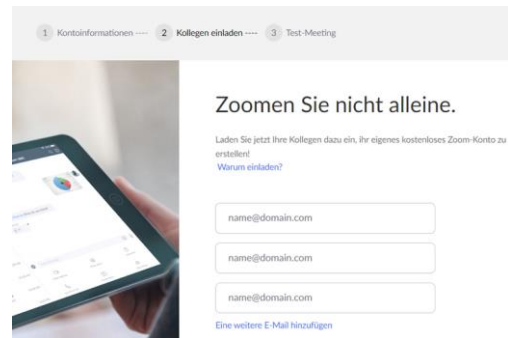 1 Kontoinformationen ---- 2 Kollegen einladen ---- 3 Test-Meeting
Zoomen Sie nicht alleine.
Laden Sie jetzt Ihre Kollegen dazu ein, ihr eigenes kostenloses Zoom-Konto zu
erstellen!
Warum einladen?
name@domain.com
name@domain.com
name@domain.com
Eine weitere E-Mail hinzufügen